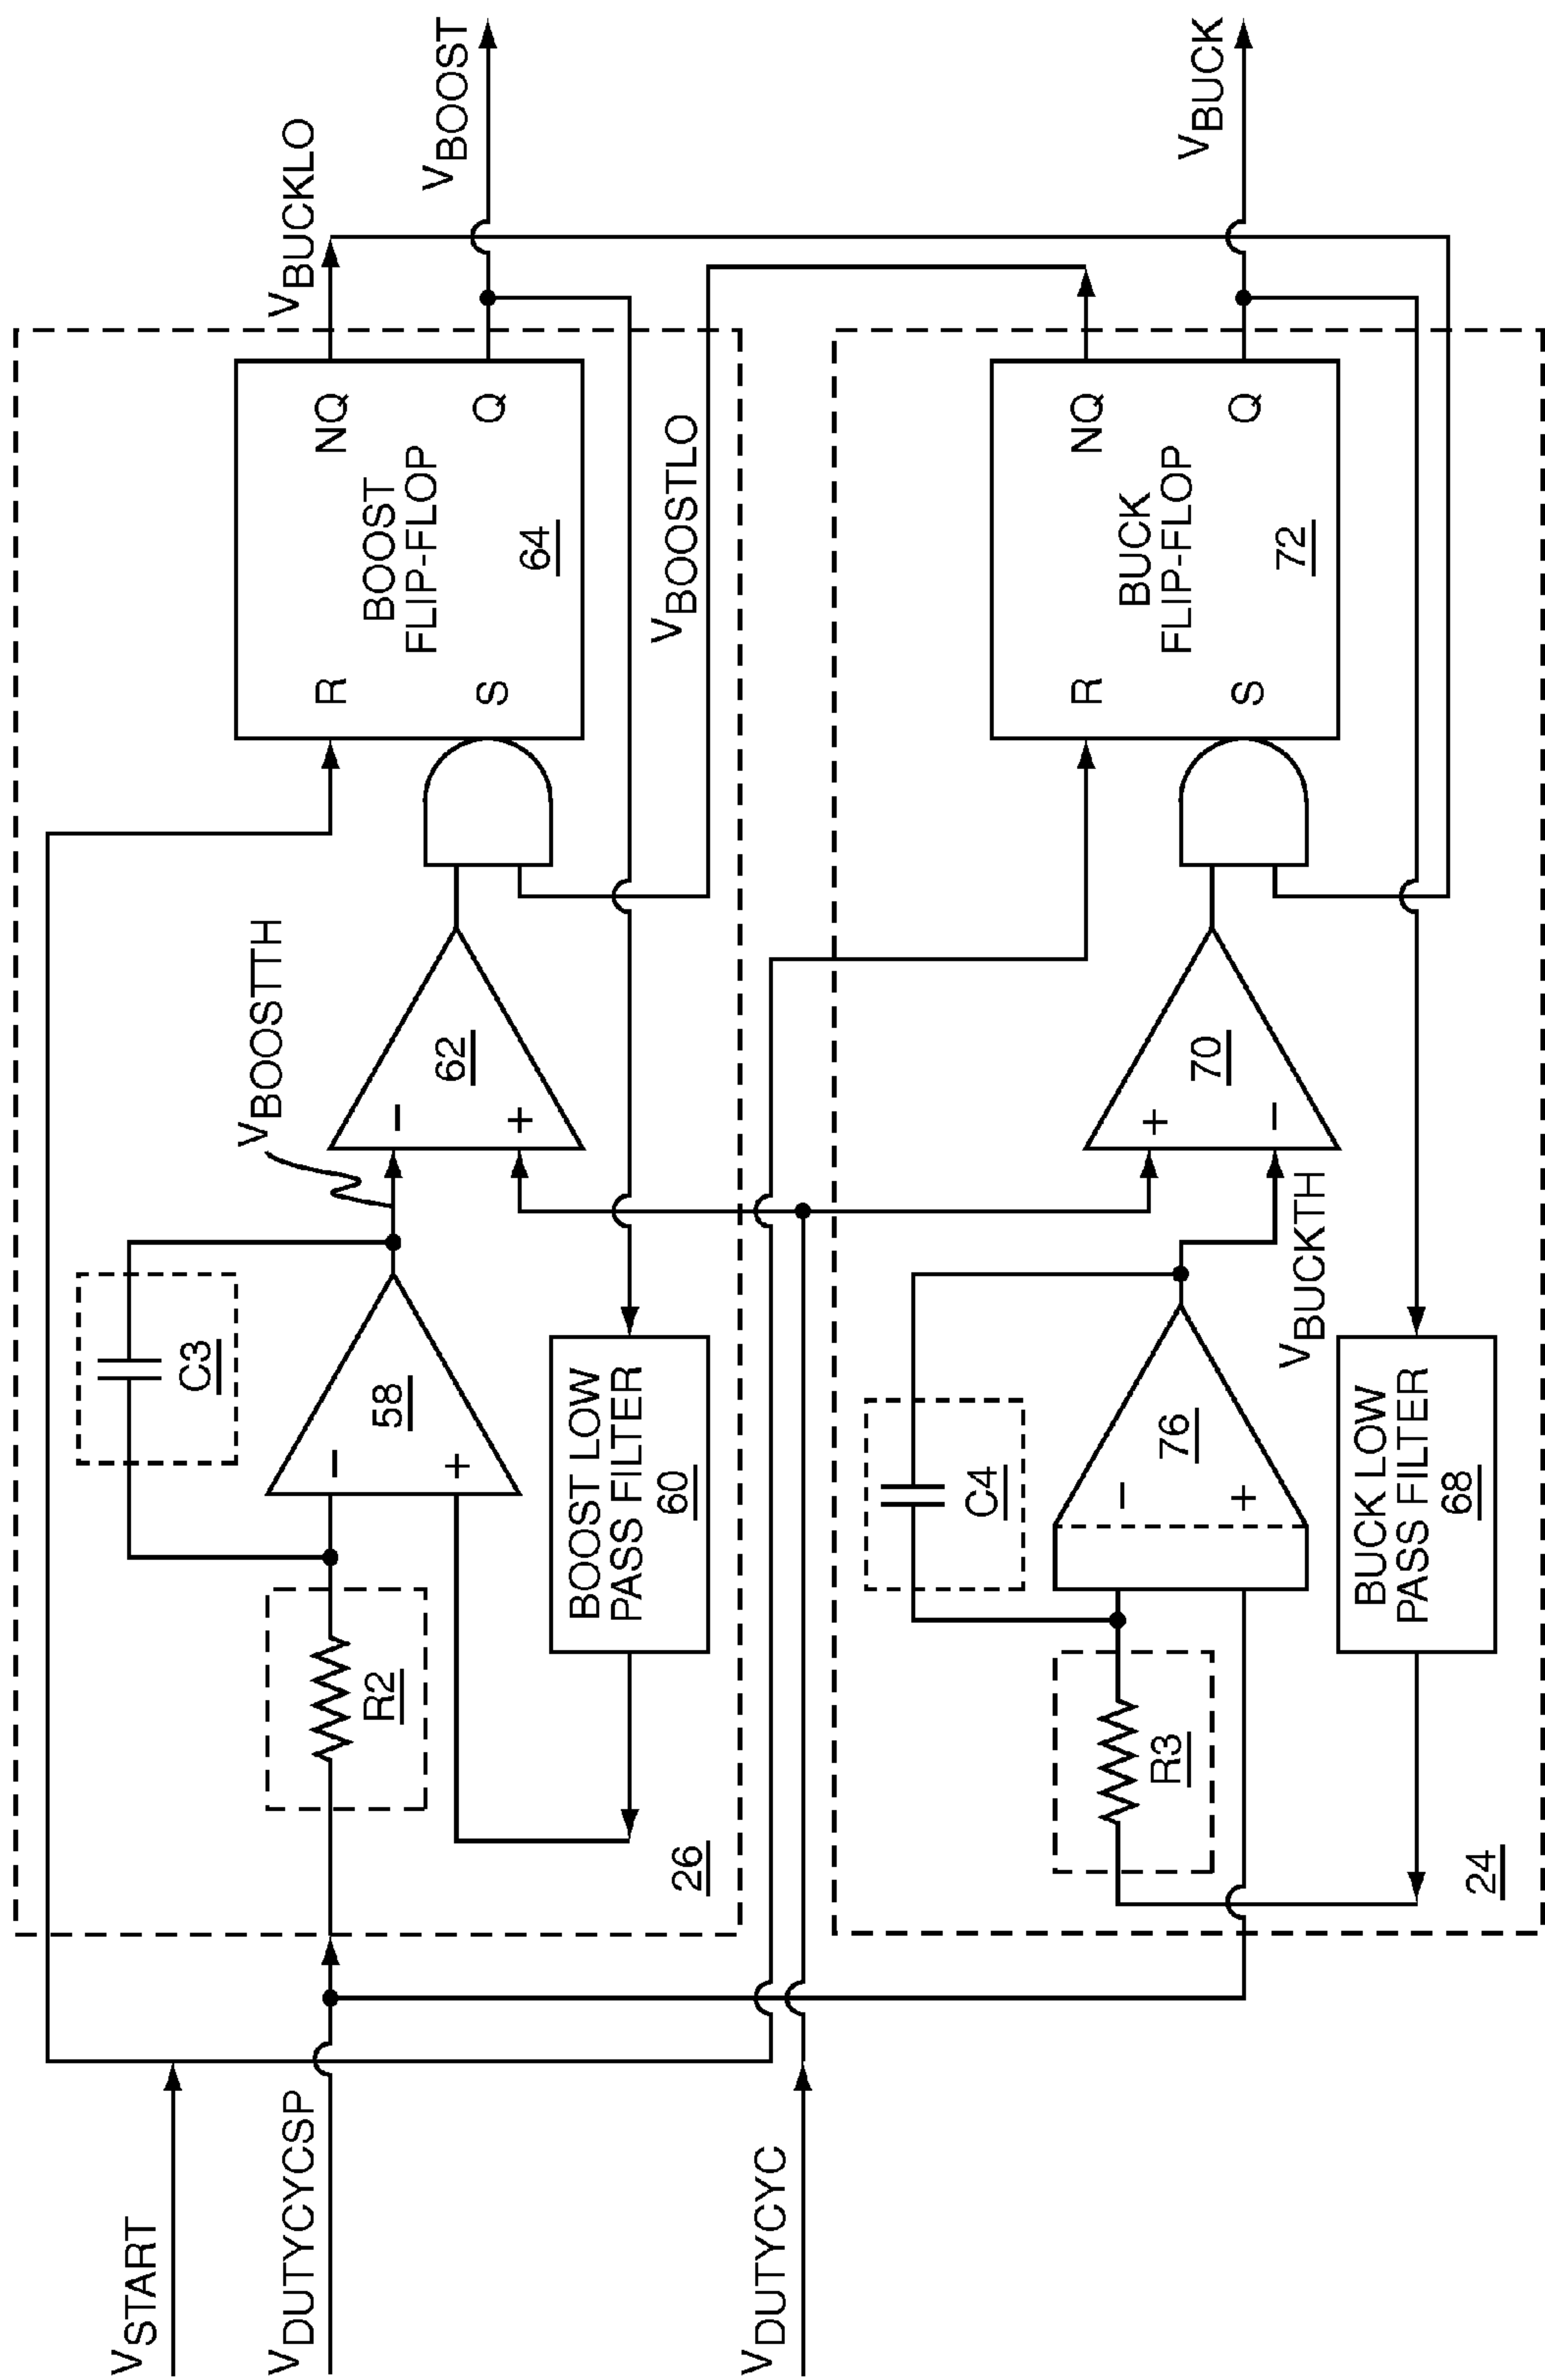 VSTART
VDUTYCYCSP
VDUTYCYC
26
R2
C3
−
+
58
BOOST LOW
PASS FILTER
60
VBOOSTTH
−
+
62
R
S
BOOST
FLIP-FLOP
64
NQ
Q
VBUCKLO
VBOOST
VBOOSTLO
24
R3
C4
−
+
76
BUCK LOW
PASS FILTER
68
VBUCKTH
+
−
70
R
S
BUCK
FLIP-FLOP
72
NQ
Q
VBUCK